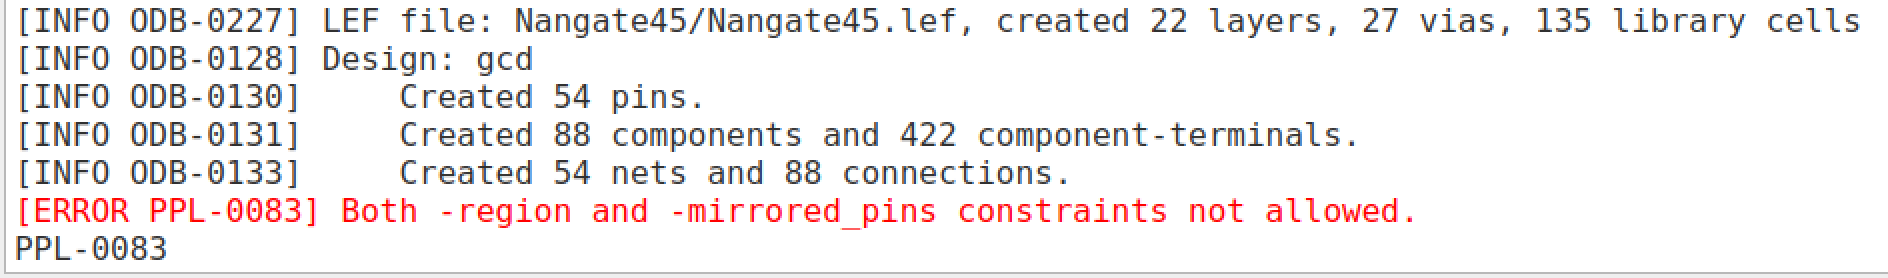 [INFO ODB-0227] LEF file: Nangate45/Nangate45.lef, created 22 layers, 27 vias, 135 library cells
[INFO ODB-0128] Design: gcd
[INFO ODB-0130]     Created 54 pins.
[INFO ODB-0131]     Created 88 components and 422 component-terminals.
[INFO ODB-0133]     Created 54 nets and 88 connections.
[ERROR PPL-0083] Both -region and -mirrored_pins constraints not allowed.
PPL-0083